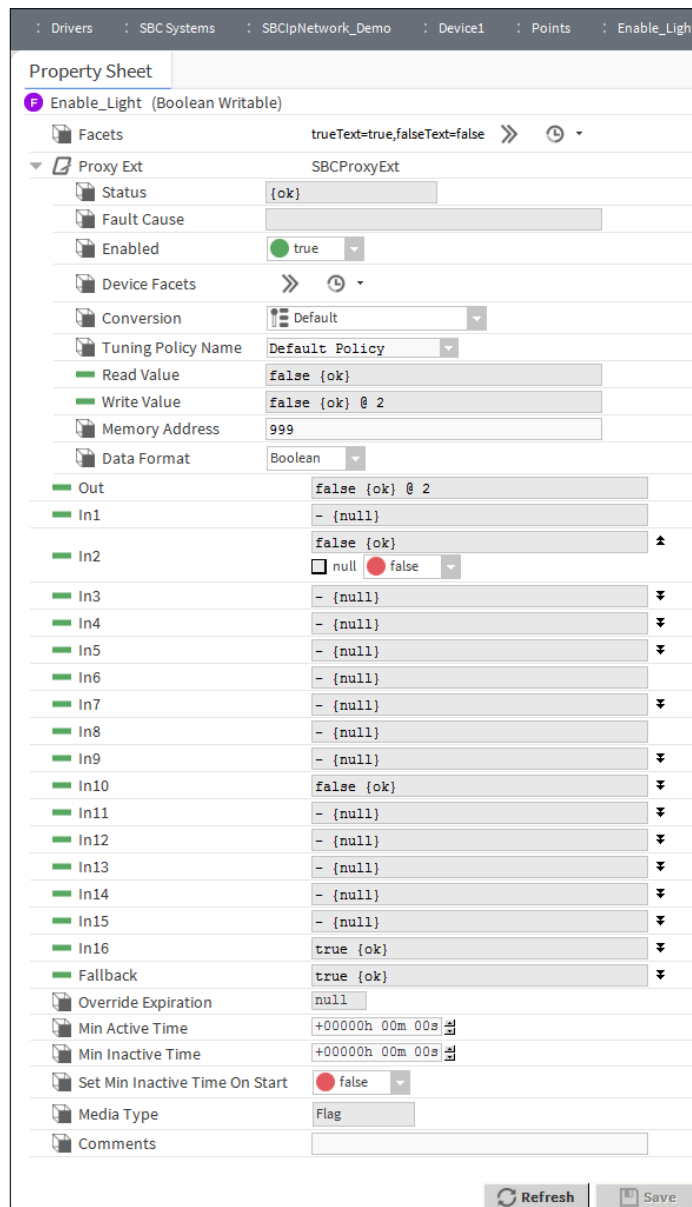 : Drivers : SBC Systems : SBCIpNetwork_Demo : Device1 : Points : Enable_Ligh
Property Sheet
F Enable_Light (Boolean Writable)
Facets trueText=true,falseText=false
Proxy Ext SBCProxyExt
Status {ok}
Fault Cause
Enabled true
Device Facets
Conversion Default
Tuning Policy Name Default Policy
Read Value false {ok}
Write Value false {ok} @ 2
Memory Address 999
Data Format Boolean
Out false {ok} @ 2
In1 - {null}
false {ok}
In2
null false
In3 - {null}
In4 - {null}
In5 - {null}
In6 - {null}
In7 - {null}
In8 - {null}
In9 - {null}
In10 false {ok}
In11 - {null}
In12 - {null}
In13 - {null}
In14 - {null}
In15 - {null}
In16 true {ok}
Fallback true {ok}
Override Expiration null
Min Active Time +00000h 00m 00s
Min Inactive Time +00000h 00m 00s
Set Min Inactive Time On Start false
Media Type Flag
Comments
Refresh Save